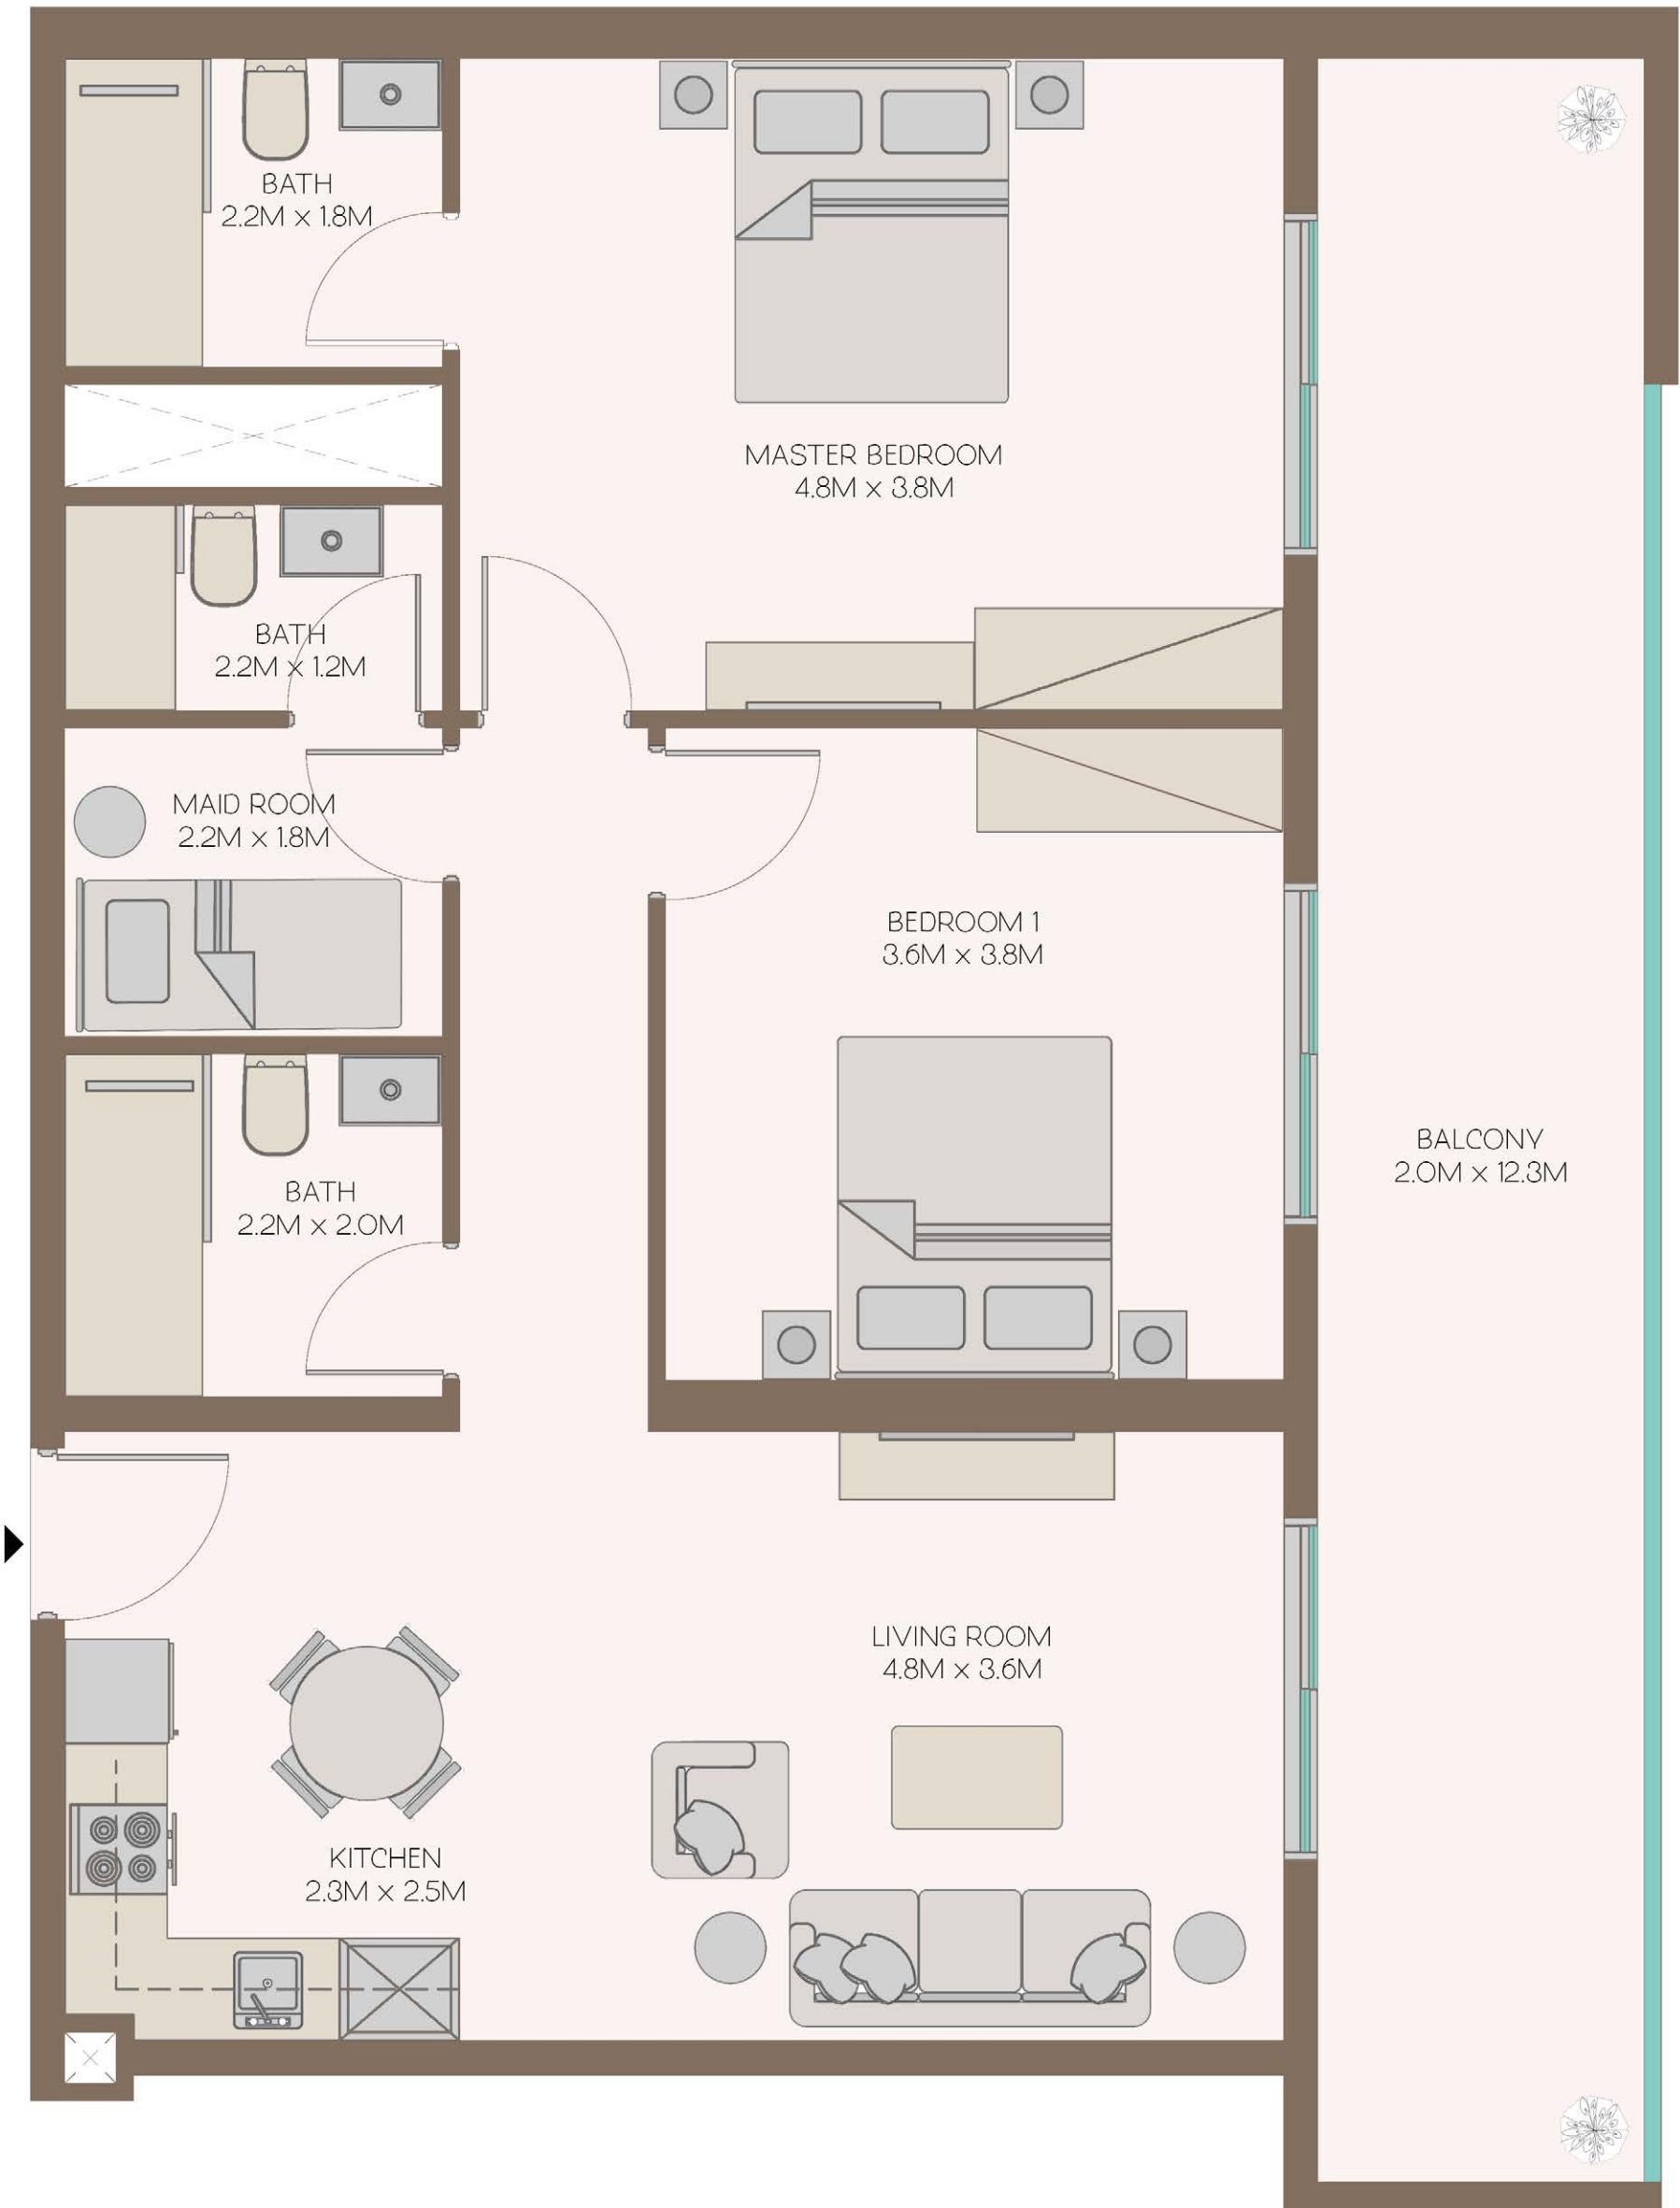 BATH
2.2M x 1.8M
MASTER BEDROOM
4.8M x 3.8M
BATH
2.2M x 1.2M
MAID ROOM
2.2M x 1.8M
BEDROOM 1
3.6M x 3.8M
BALCONY
2.0M x 12.3M
BATH
2.2M x 2.0M
LIVING ROOM
4.8M x 3.6M
KITCHEN
2.3M x 2.5M